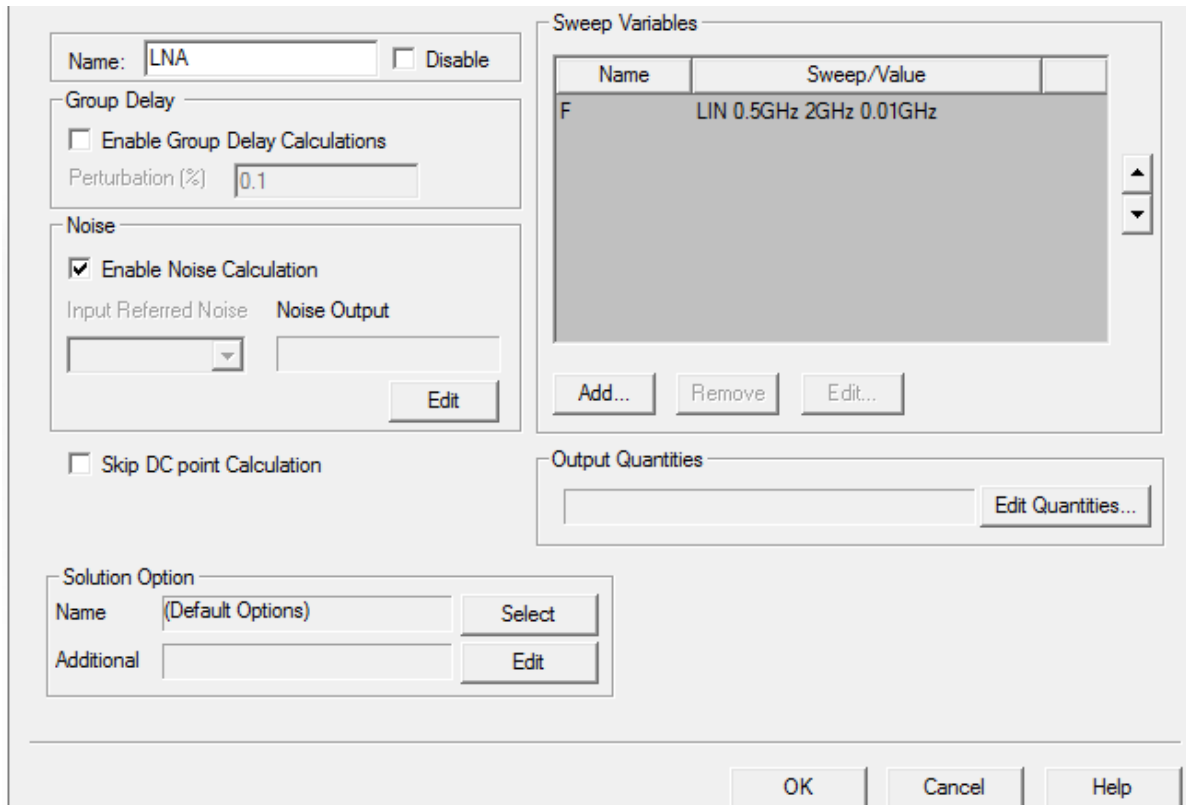 Name: LNA Disable
Group Delay
Enable Group Delay Calculations
Perturbation (%) 0.1
Noise
Enable Noise Calculation
Input Referred Noise Noise Output
Edit
Skip DC point Calculation
Sweep Variables
Name Sweep/Value
F LIN 0.5GHz 2GHz 0.01GHz
Add... Remove Edit...
Output Quantities
Edit Quantities...
Solution Option
Name (Default Options) Select
Additional Edit
OK Cancel Help